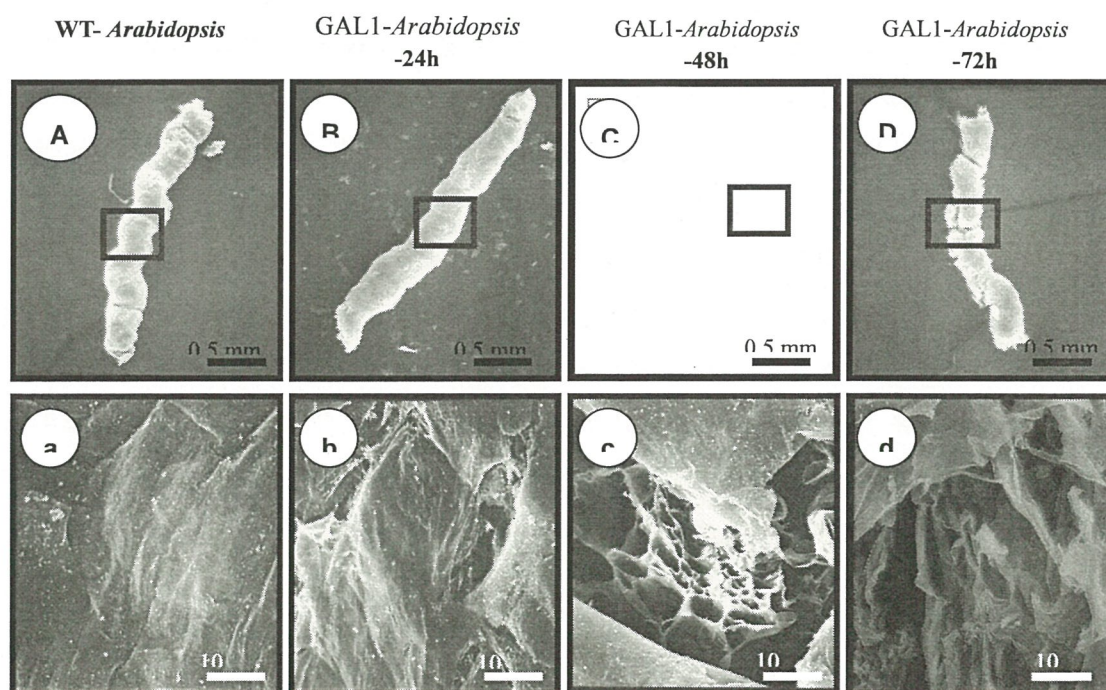 WT- Arabidopsis
GAL1-Arabidopsis
-24h
GAL1-Arabidopsis
-48h
GAL1-Arabidopsis
-72h
A
B
C
D
0.5 mm
0.5 mm
0.5 mm
0.5 mm
a
b
c
d
10
10
10
10